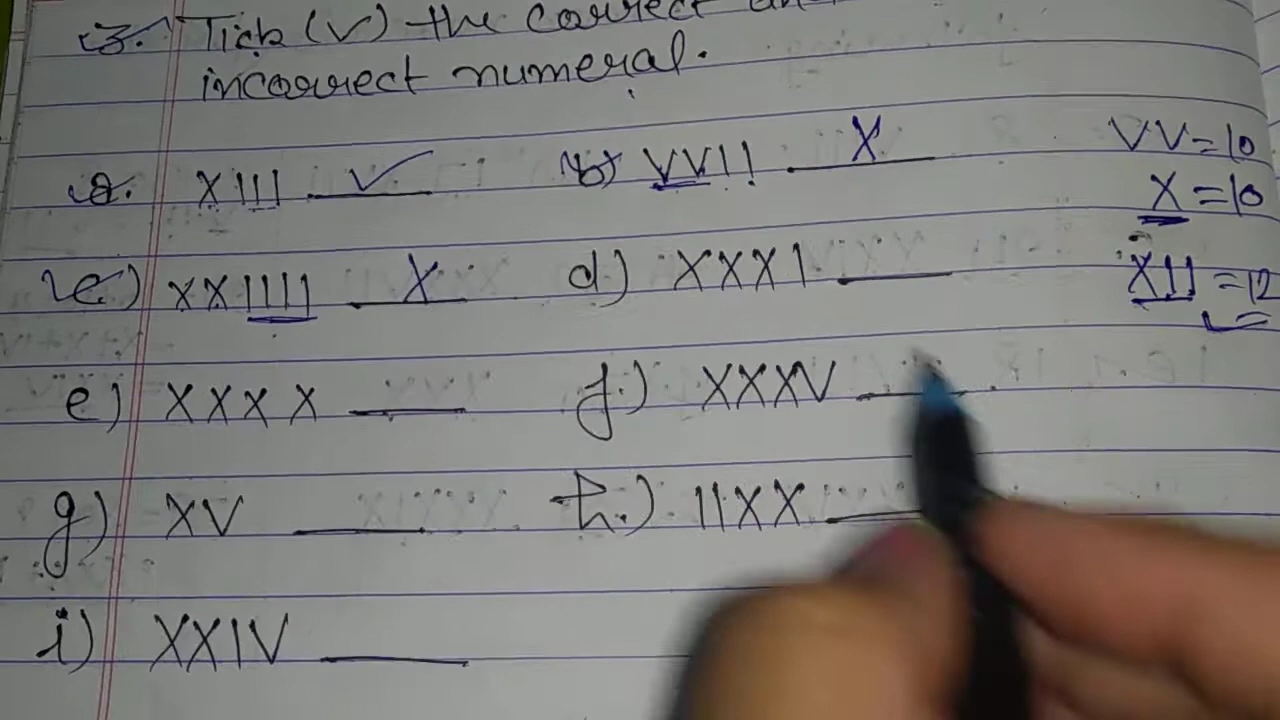 3. Tick (✓) the correct
incorrect numeral.
a. XIII ✓ b) VVII X VV=10
X=10
c) XXIIII X d) XXXI XII =12
e) XXXX f.) XXXV
g) XV h.) IIXX
i) XXIV